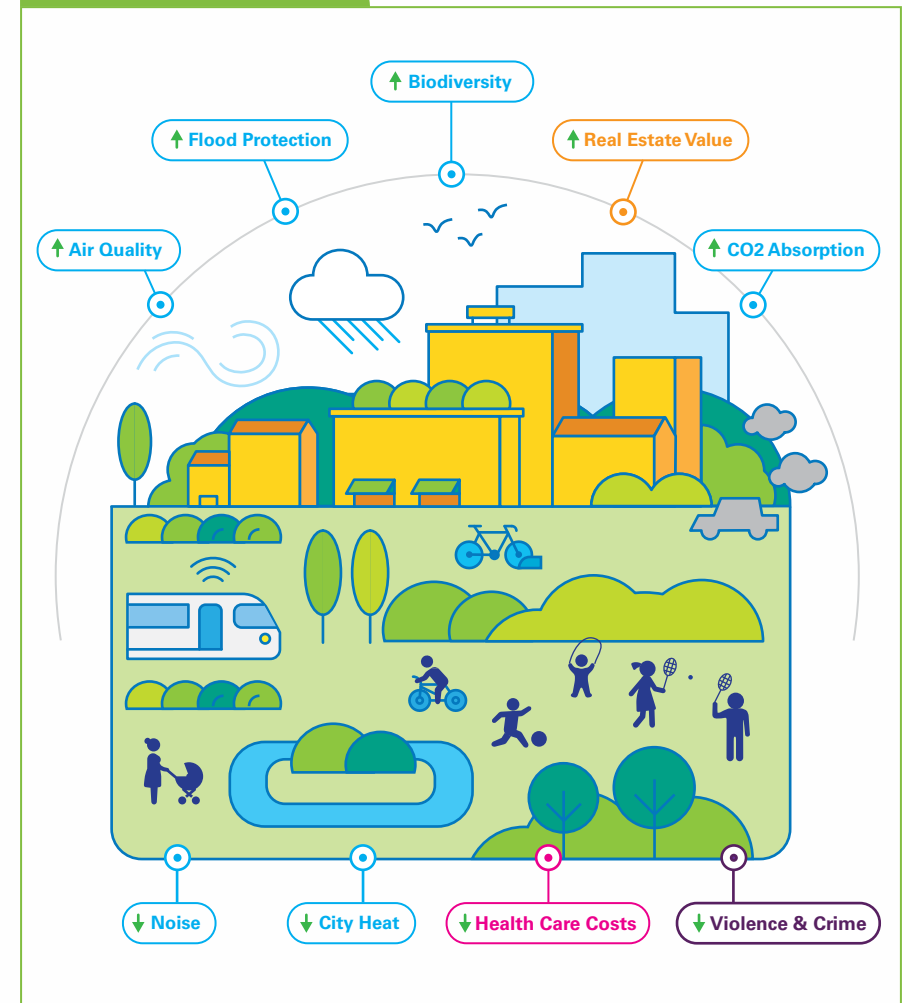 Biodiversity
Flood Protection
Real Estate Value
Air Quality
CO2 Absorption
Noise
City Heat
Health Care Costs
Violence & Crime